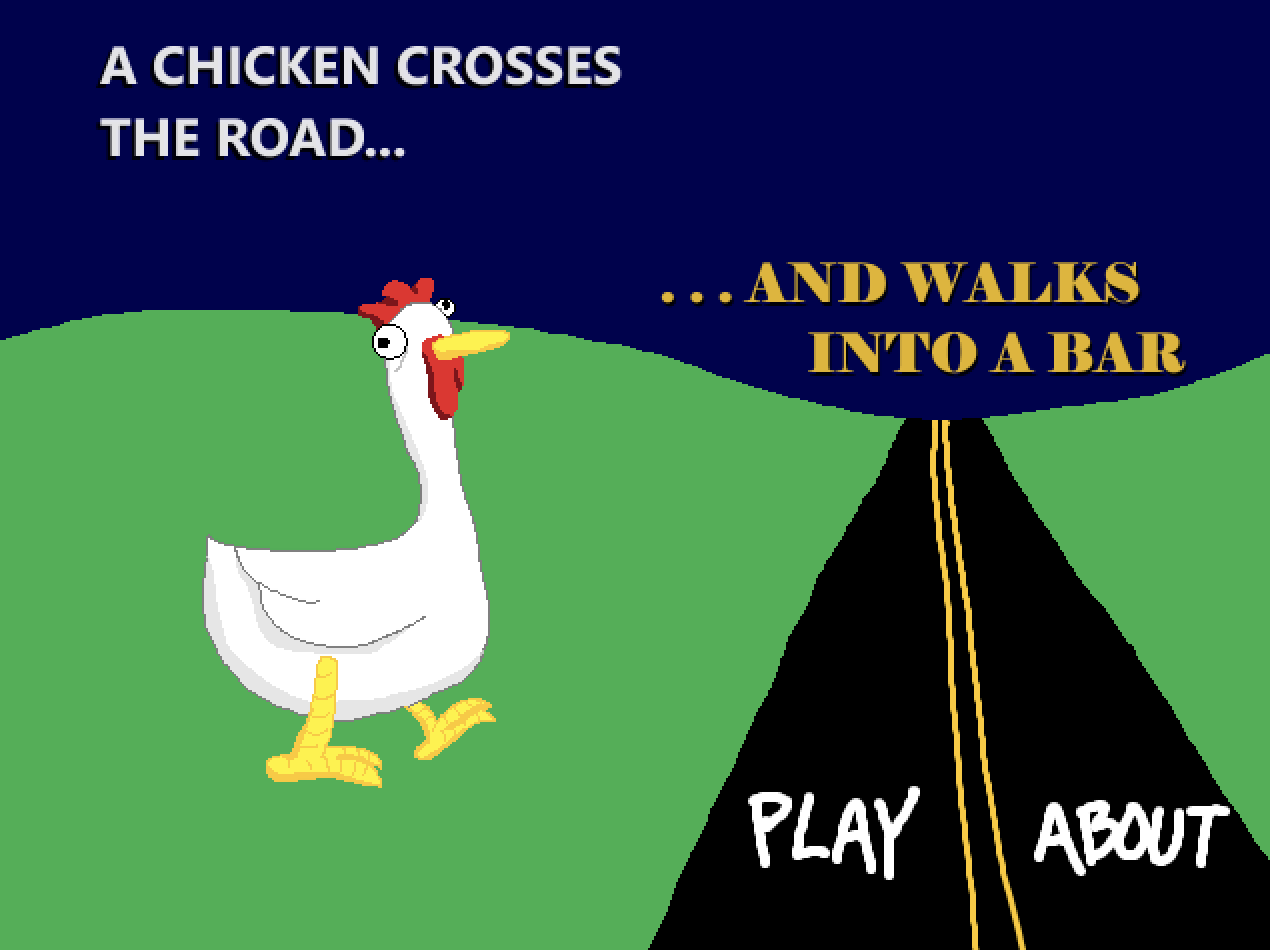 A CHICKEN CROSSES
THE ROAD...
...AND WALKS
INTO A BAR
PLAY
ABOUT